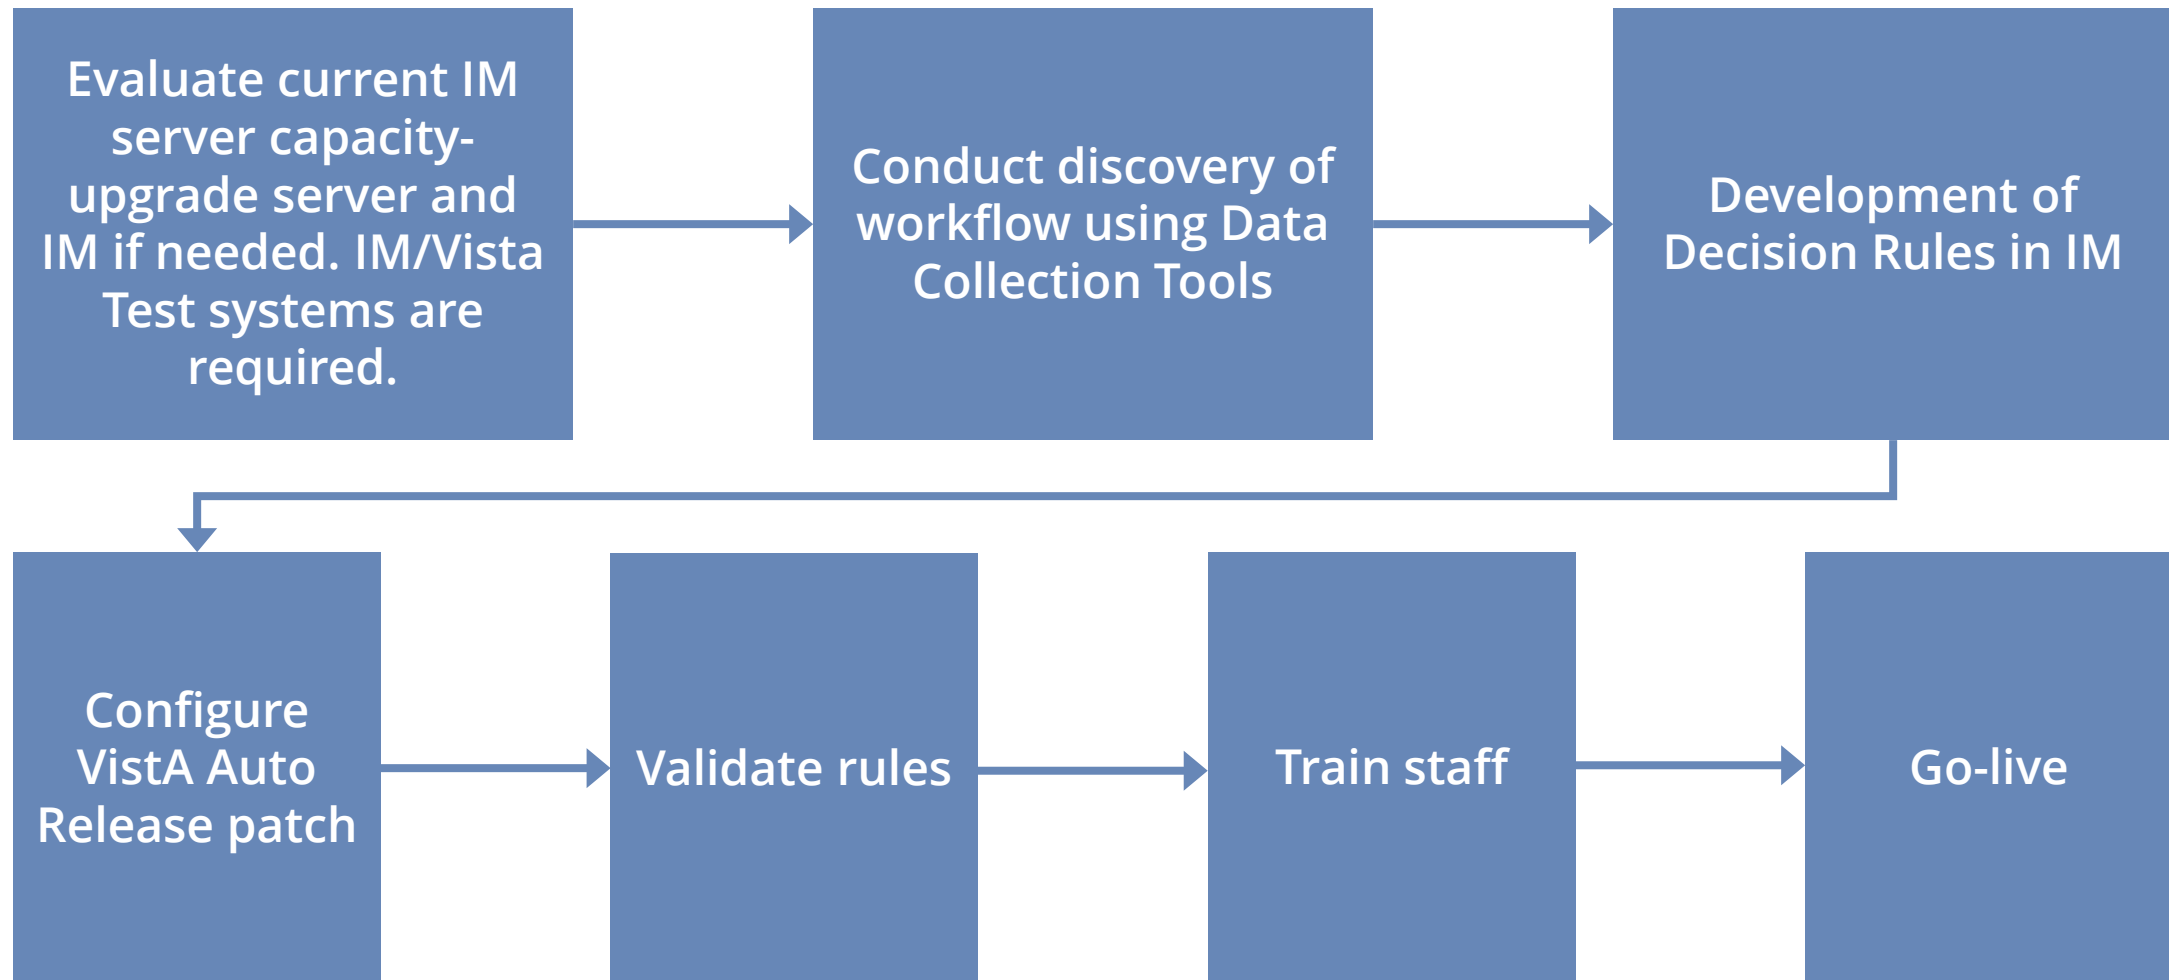 Evaluate current IM
server capacity-
upgrade server and
IM if needed. IM/Vista
Test systems are
required.
Conduct discovery of
workflow using Data
Collection Tools
Development of
Decision Rules in IM
Configure
VistA Auto
Release patch
Validate rules
Train staff
Go-live